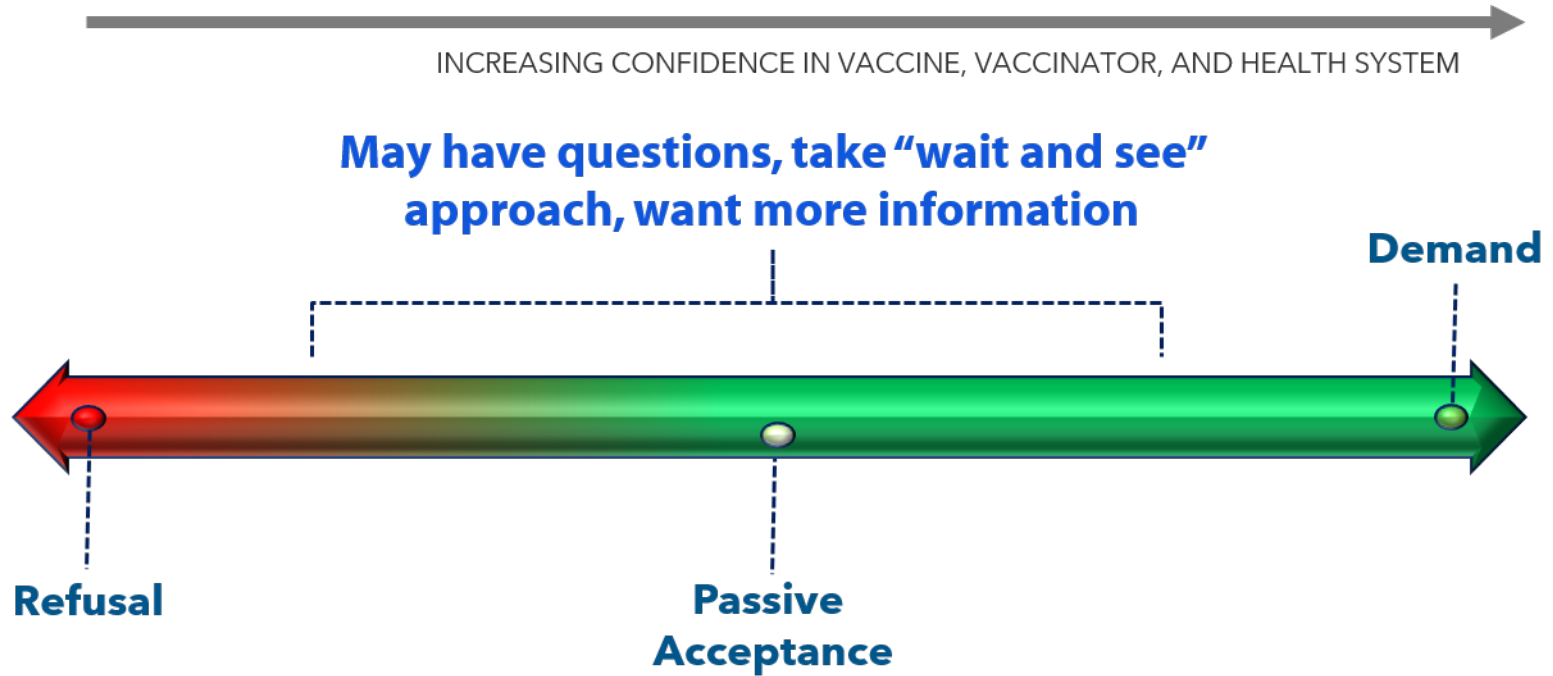 INCREASING CONFIDENCE IN VACCINE, VACCINATOR, AND HEALTH SYSTEM
May have questions, take “wait and see”
approach, want more information
Demand
Refusal
Passive
Acceptance